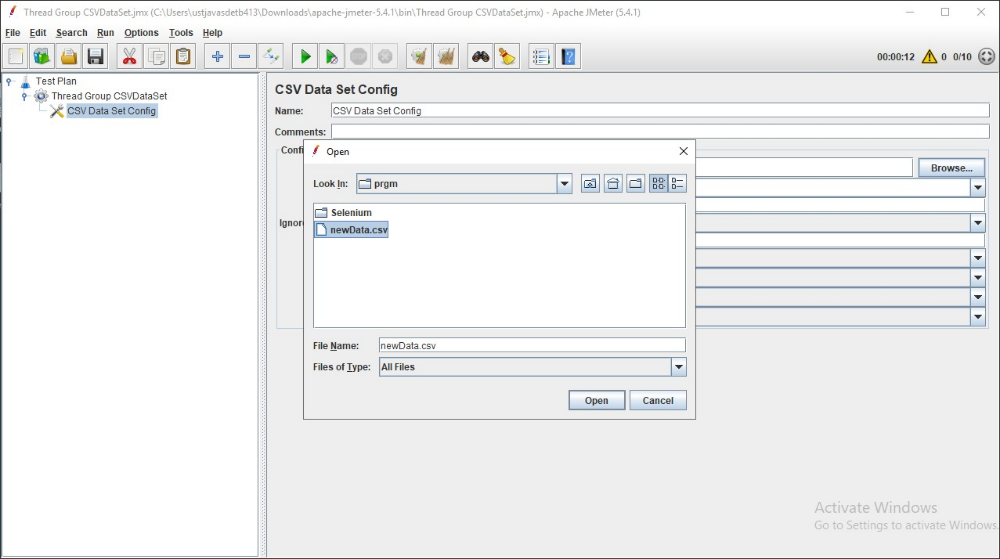 Thread Group CSVDataSet.jmx (C:\Users\ustjavasdetb413\Downloads\apache-jmeter-5.4.1\bin\Thread Group CSVDataSet.jmx) - Apache JMeter (5.4.1)
File Edit Search Run Options Tools Help
00:00:12 0 0/10
Test Plan
Thread Group CSVDataSet
CSV Data Set Config
CSV Data Set Config
Name: CSV Data Set Config
Comments:
Confi
Browse...
Ignor
Open
Look In: prgm
Selenium
newData.csv
File Name: newData.csv
Files of Type: All Files
Open Cancel
Activate Windows
Go to Settings to activate Windows.